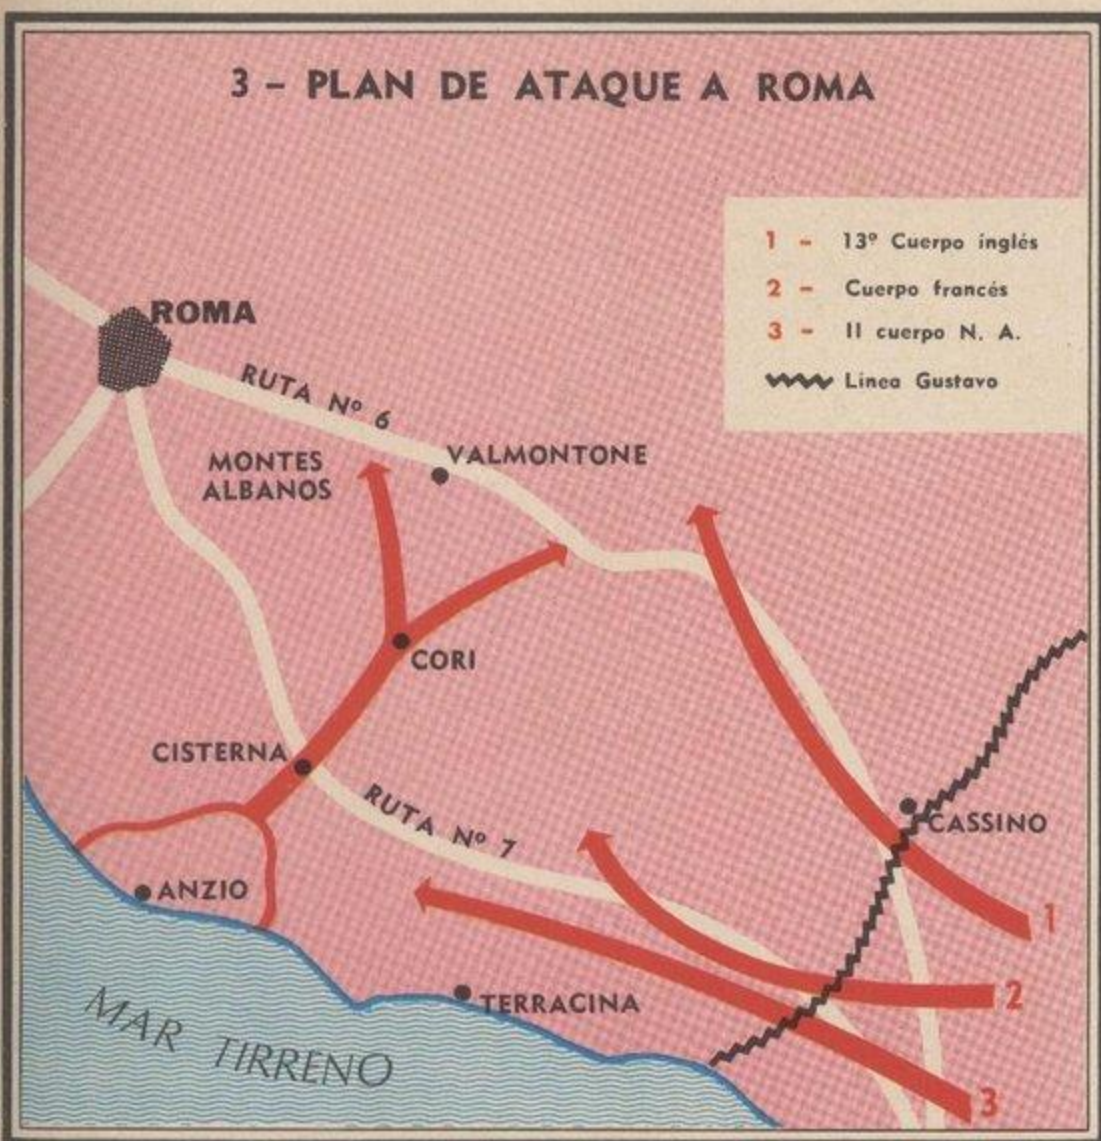 3 - PLAN DE ATAQUE A ROMA
1 - 13º Cuerpo inglés
2 - Cuerpo francés
3 - II cuerpo N. A.
Linea Gustavo
ROMA
RUTA Nº 6
MONTES
ALBANOS
VALMONTONE
CORI
CISTERNA
RUTA Nº 7
CASSINO
ANZIO
1
2
TERRACINA
MAR TIRRENO
3